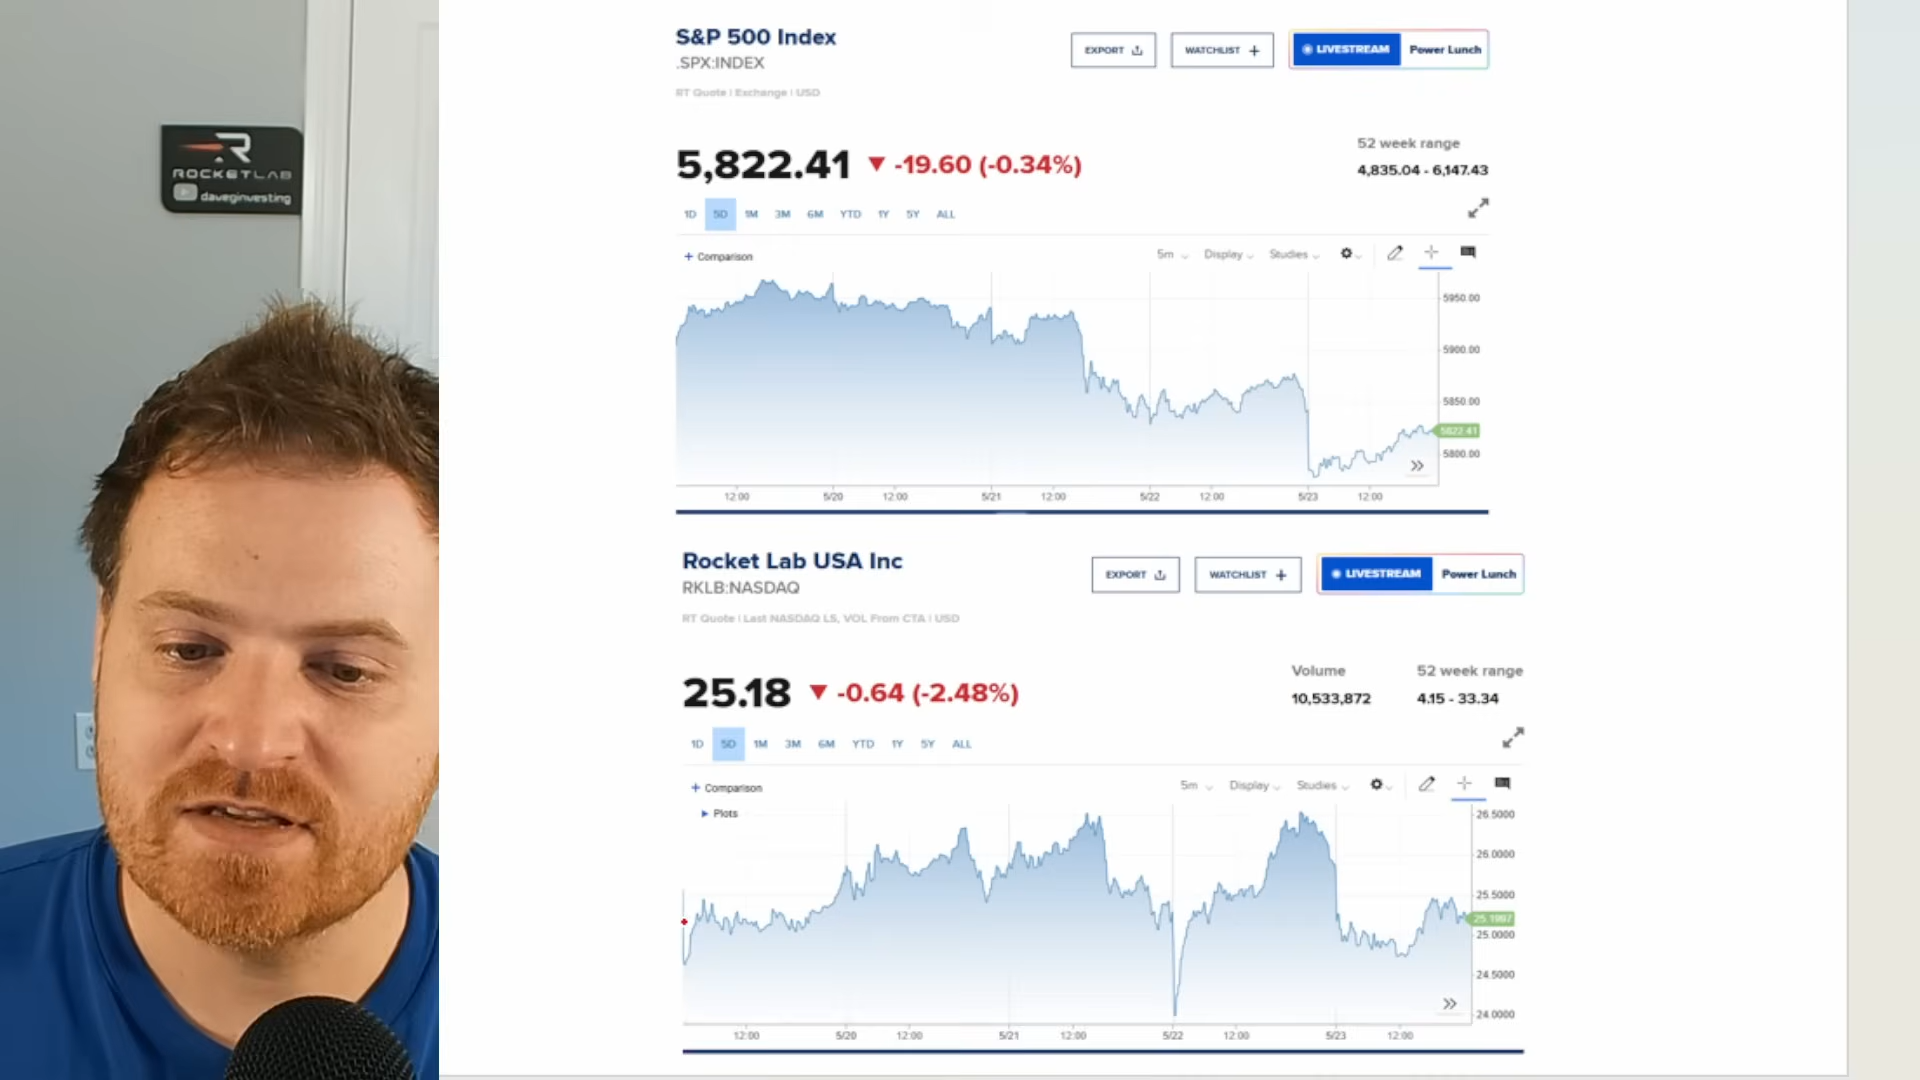 ROCKETLAB
daveginvesting
S&P 500 Index
.SPX:INDEX
RT Quote | Exchange | USD
EXPORT
WATCHLIST +
LIVESTREAM
Power Lunch
5,822.41 ▼ -19.60 (-0.34%)
52 week range
4,835.04 - 6,147.43
1D 5D 1M 3M 6M YTD 1Y 5Y ALL
+ Comparison
5m Display Studies
5950.00
5900.00
5850.00
5822.41
5800.00
12:00 5/20 12:00 5/21 12:00 5/22 12:00 5/23 12:00
Rocket Lab USA Inc
RKLB:NASDAQ
RT Quote | Last NASDAQ LS, VOL From CTA | USD
EXPORT
WATCHLIST +
LIVESTREAM
Power Lunch
25.18 ▼ -0.64 (-2.48%)
Volume
10,533,872
52 week range
4.15 - 33.34
1D 5D 1M 3M 6M YTD 1Y 5Y ALL
+ Comparison
5m Display Studies
Plots
26.5000
26.0000
25.5000
25.1997
25.0000
24.5000
24.0000
12:00 5/20 12:00 5/21 12:00 5/22 12:00 5/23 12:00